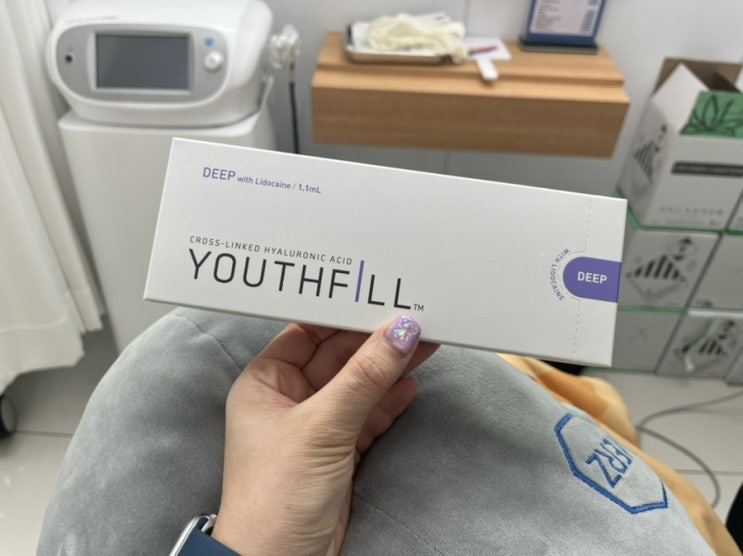 DEEP with Lidocaine / 1.1mL
CROSS-LINKED HYALURONIC ACID
YOUTHFILL™
WITH LIDOCAINE
DEEP